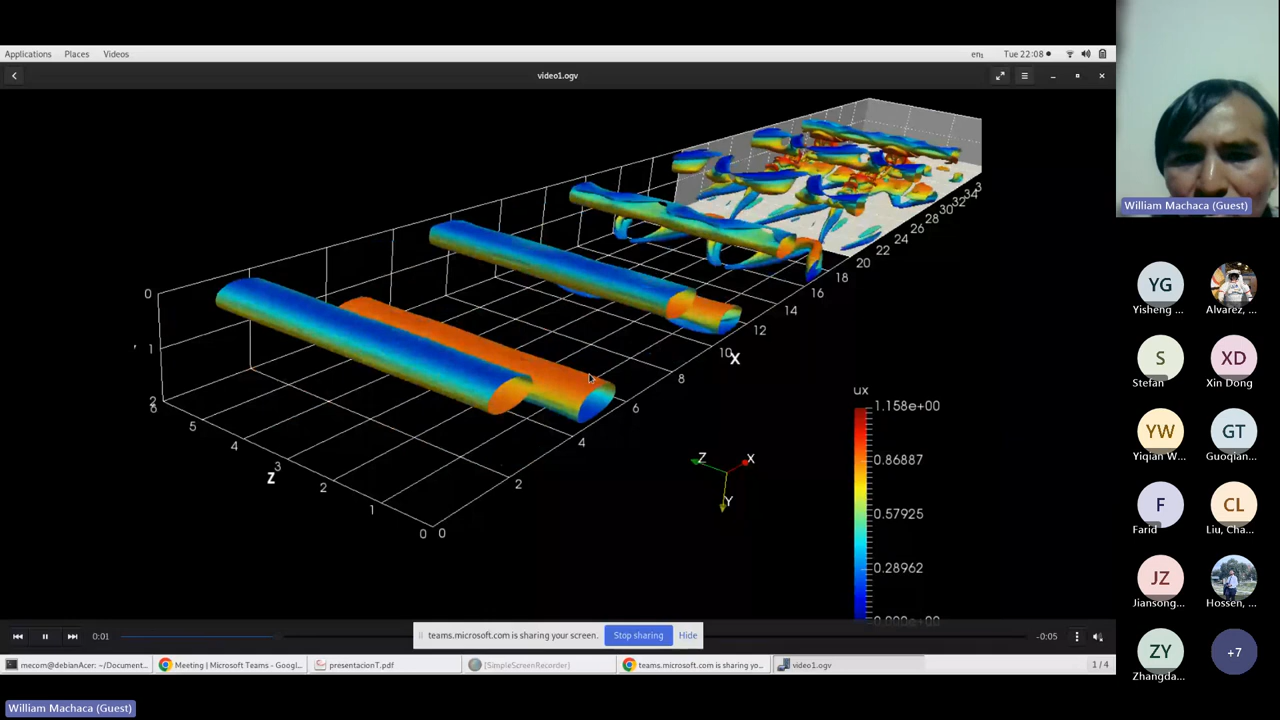 Applications Places Videos
en₁ Tue 22:08
video1.ogv
0
1
2
6
5
4
3
2
1
0
Z
0
2
4
6
8
10
12
14
16
18
20
22
24
26
28
30
32
34
X
Z X
Y
ux
1.158e+00
0.86887
0.57925
0.28962
0.000e+00
0:01
-0:05
teams.microsoft.com is sharing your screen. Stop sharing Hide
mecom@debianAcer: ~/Document...
Meeting | Microsoft Teams - Googl...
presentacionT.pdf
[SimpleScreenRecorder]
teams.microsoft.com is sharing yo...
video1.ogv
1 / 4
William Machaca (Guest)
William Machaca (Guest)
YG
Yisheng ...
Alvarez, ...
S
Stefan
XD
Xin Dong
YW
Yiqian W...
GT
Guoqian...
F
Farid
CL
Liu, Cha...
JZ
Jiansong...
Hossen, ...
ZY
Zhangda...
+7